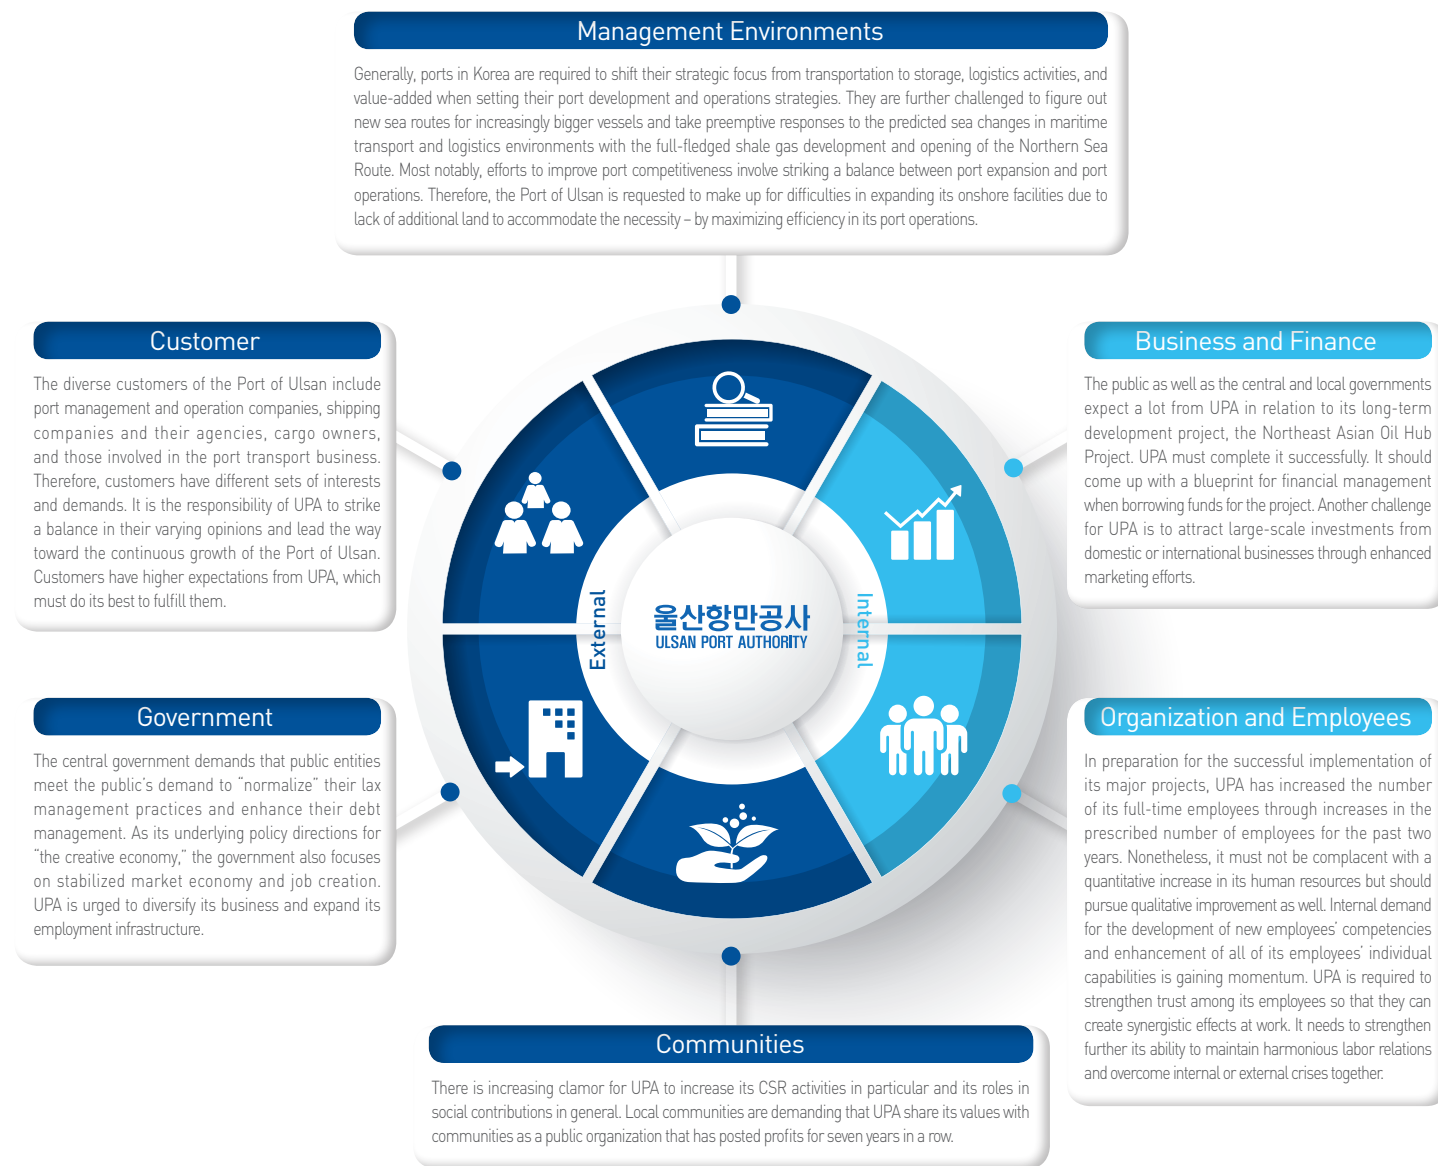 Management Environments
Generally, ports in Korea are required to shift their strategic focus from transportation to storage, logistics activities, and
value-added when setting their port development and operations strategies. They are further challenged to figure out
new sea routes for increasingly bigger vessels and take preemptive responses to the predicted sea changes in maritime
transport and logistics environments with the full-fledged shale gas development and opening of the Northern Sea
Route. Most notably, efforts to improve port competitiveness involve striking a balance between port expansion and port
operations. Therefore, the Port of Ulsan is requested to make up for difficulties in expanding its onshore facilities due to
lack of additional land to accommodate the necessity – by maximizing efficiency in its port operations.
Customer
The diverse customers of the Port of Ulsan include
port management and operation companies, shipping
companies and their agencies, cargo owners,
and those involved in the port transport business.
Therefore, customers have different sets of interests
and demands. It is the responsibility of UPA to strike
a balance in their varying opinions and lead the way
toward the continuous growth of the Port of Ulsan.
Customers have higher expectations from UPA, which
must do its best to fulfill them.
Business and Finance
The public as well as the central and local governments
expect a lot from UPA in relation to its long-term
development project, the Northeast Asian Oil Hub
Project. UPA must complete it successfully. It should
come up with a blueprint for financial management
when borrowing funds for the project. Another challenge
for UPA is to attract large-scale investments from
domestic or international businesses through enhanced
marketing efforts.
External
울산항만공사
ULSAN PORT AUTHORITY
Internal
Government
The central government demands that public entities
meet the public's demand to "normalize" their lax
management practices and enhance their debt
management. As its underlying policy directions for
"the creative economy," the government also focuses
on stabilized market economy and job creation.
UPA is urged to diversify its business and expand its
employment infrastructure.
Organization and Employees
In preparation for the successful implementation of
its major projects, UPA has increased the number
of its full-time employees through increases in the
prescribed number of employees for the past two
years. Nonetheless, it must not be complacent with a
quantitative increase in its human resources but should
pursue qualitative improvement as well. Internal demand
for the development of new employees' competencies
and enhancement of all of its employees' individual
capabilities is gaining momentum. UPA is required to
strengthen trust among its employees so that they can
create synergistic effects at work. It needs to strengthen
further its ability to maintain harmonious labor relations
and overcome internal or external crises together.
Communities
There is increasing clamor for UPA to increase its CSR activities in particular and its roles in
social contributions in general. Local communities are demanding that UPA share its values with
communities as a public organization that has posted profits for seven years in a row.